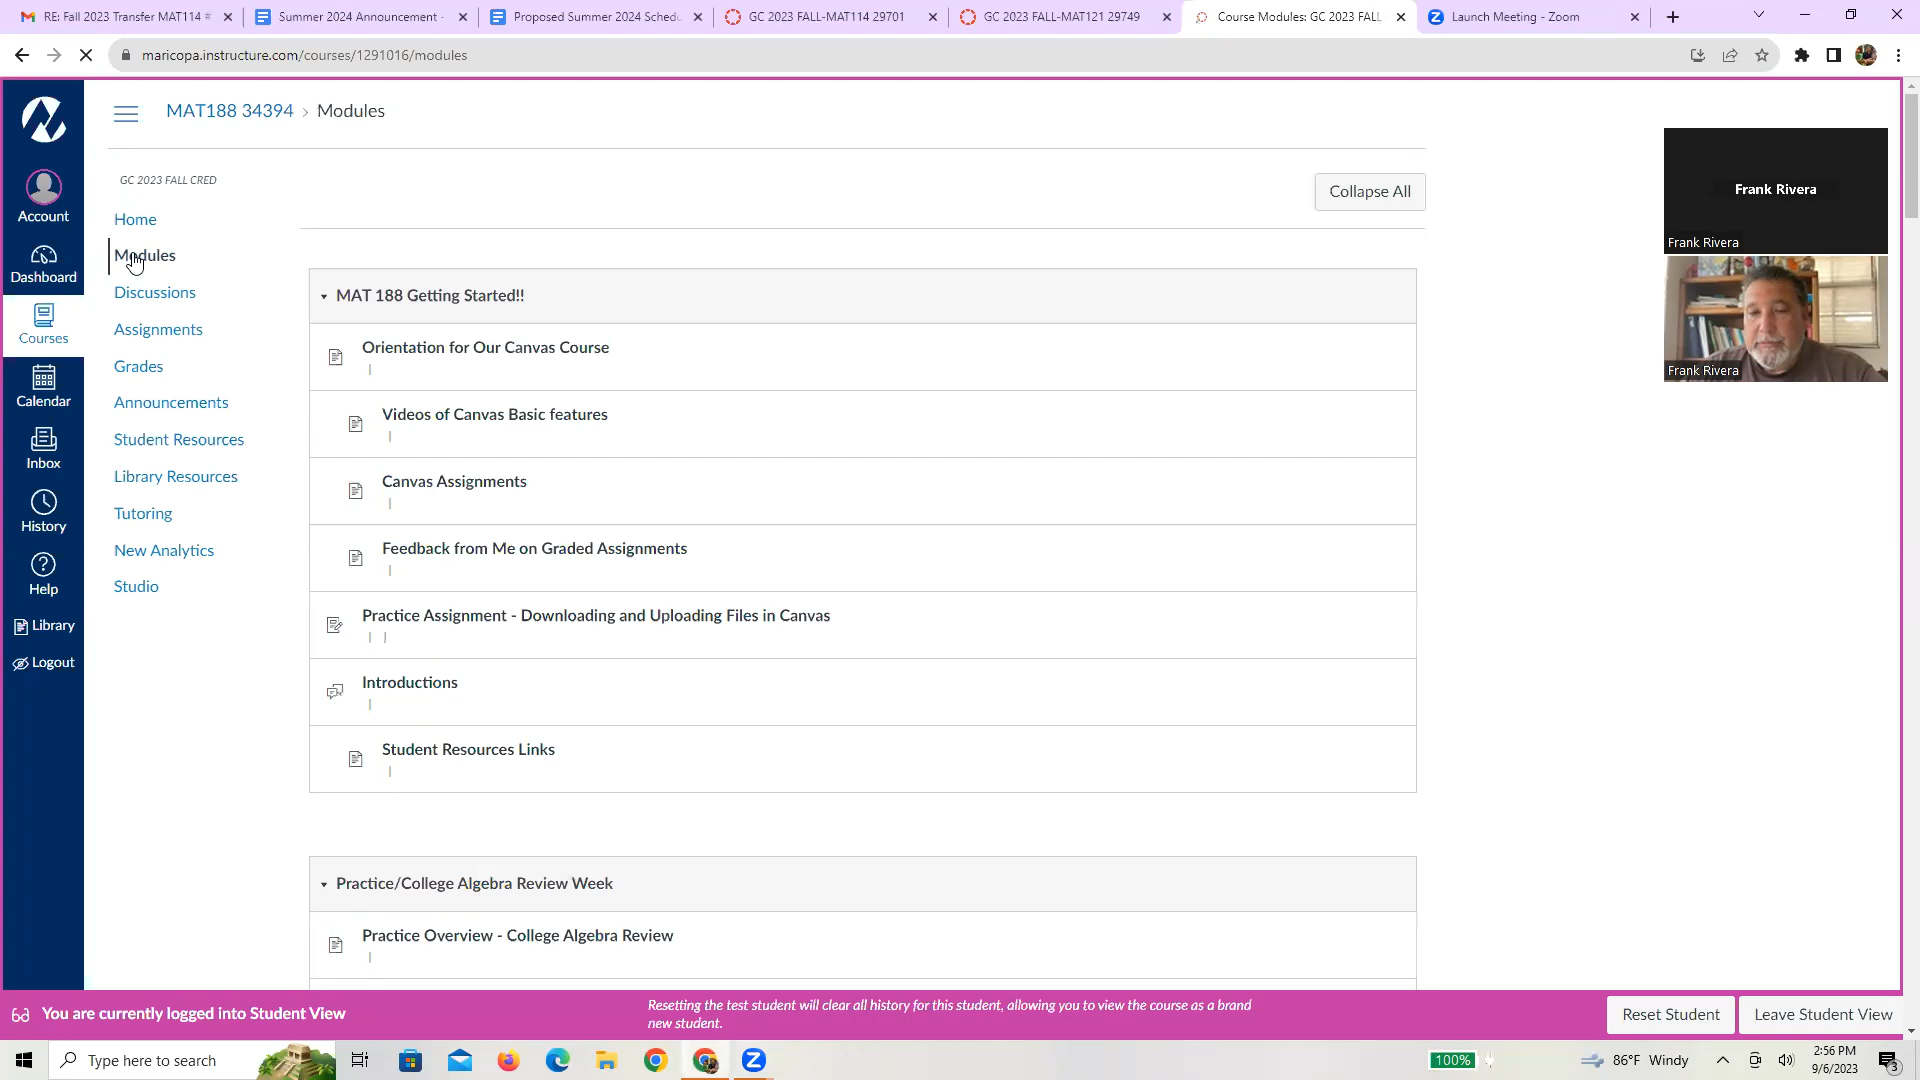 RE: Fall 2023 Transfer MAT114 #
Summer 2024 Announcement -
Proposed Summer 2024 Schedu
GC 2023 FALL-MAT114 29701
GC 2023 FALL-MAT121 29749
Course Modules: GC 2023 FALL
Launch Meeting - Zoom
maricopa.instructure.com/courses/1291016/modules
MAT188 34394 › Modules
GC 2023 FALL CRED
Collapse All
Account
Dashboard
Courses
Calendar
Inbox
History
Help
Library
Logout
Home
Modules
Discussions
Assignments
Grades
Announcements
Student Resources
Library Resources
Tutoring
New Analytics
Studio
MAT 188 Getting Started!!
Orientation for Our Canvas Course
Videos of Canvas Basic features
Canvas Assignments
Feedback from Me on Graded Assignments
Practice Assignment - Downloading and Uploading Files in Canvas
Introductions
Student Resources Links
Practice/College Algebra Review Week
Practice Overview - College Algebra Review
Frank Rivera
Frank Rivera
Frank Rivera
You are currently logged into Student View
Resetting the test student will clear all history for this student, allowing you to view the course as a brand
new student.
Reset Student
Leave Student View
Type here to search
100%
86°F Windy
2:56 PM
9/6/2023
3